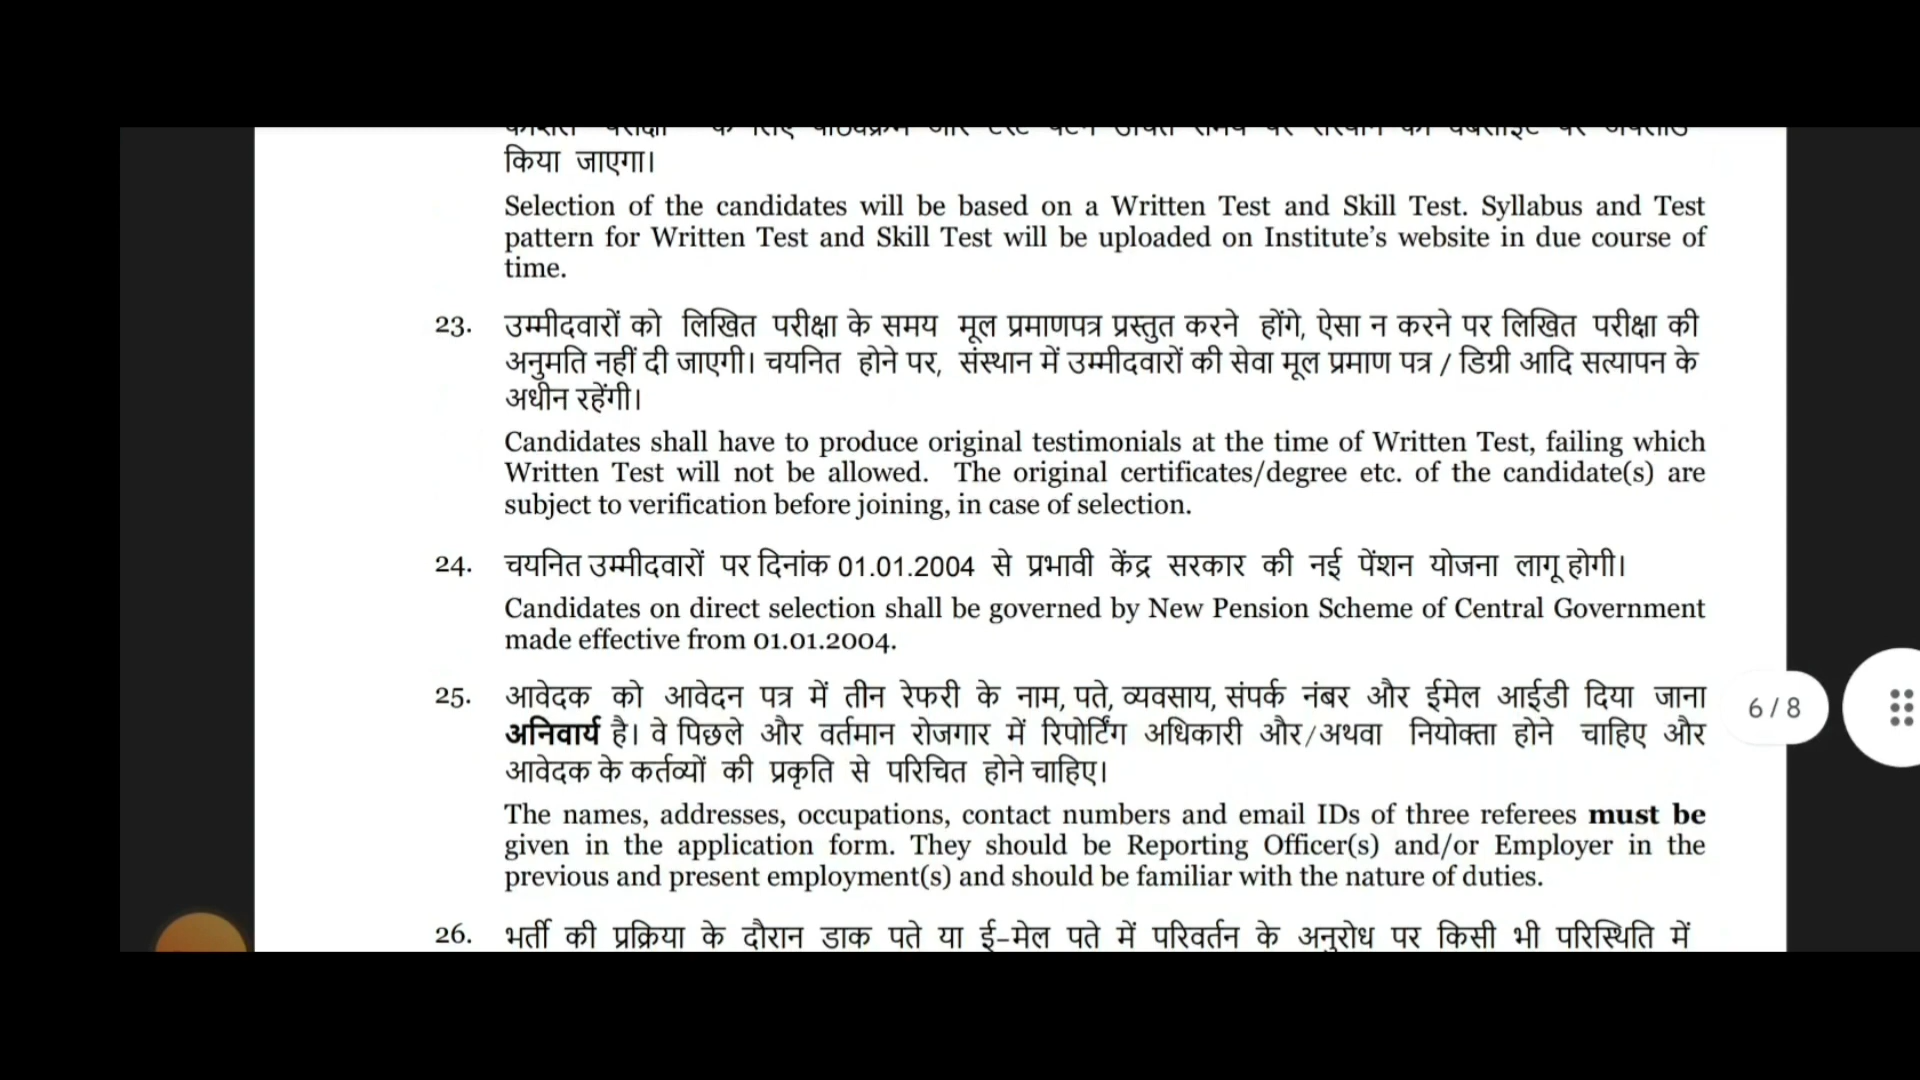 किया जाएगा।
Selection of the candidates will be based on a Written Test and Skill Test. Syllabus and Test
pattern for Written Test and Skill Test will be uploaded on Institute's website in due course of
time.
23. उम्मीदवारों को लिखित परीक्षा के समय मूल प्रमाणपत्र प्रस्तुत करने होंगे, ऐसा न करने पर लिखित परीक्षा की
अनुमति नहीं दी जाएगी। चयनित होने पर, संस्थान में उम्मीदवारों की सेवा मूल प्रमाण पत्र / डिग्री आदि सत्यापन के
अधीन रहेंगी।
Candidates shall have to produce original testimonials at the time of Written Test, failing which
Written Test will not be allowed. The original certificates/degree etc. of the candidate(s) are
subject to verification before joining, in case of selection.
24. चयनित उम्मीदवारों पर दिनांक 01.01.2004 से प्रभावी केंद्र सरकार की नई पेंशन योजना लागू होगी।
Candidates on direct selection shall be governed by New Pension Scheme of Central Government
made effective from 01.01.2004.
25. आवेदक को आवेदन पत्र में तीन रेफरी के नाम, पते, व्यवसाय, संपर्क नंबर और ईमेल आईडी दिया जाना
अनिवार्य है। वे पिछले और वर्तमान रोजगार में रिपोर्टिंग अधिकारी और/अथवा नियोक्ता होने चाहिए और
आवेदक के कर्तव्यों की प्रकृति से परिचित होने चाहिए।
The names, addresses, occupations, contact numbers and email IDs of three referees must be
given in the application form. They should be Reporting Officer(s) and/or Employer in the
previous and present employment(s) and should be familiar with the nature of duties.
26. भर्ती की प्रक्रिया के दौरान डाक पते या ई-मेल पते में परिवर्तन के अनुरोध पर किसी भी परिस्थिति में
6 / 8